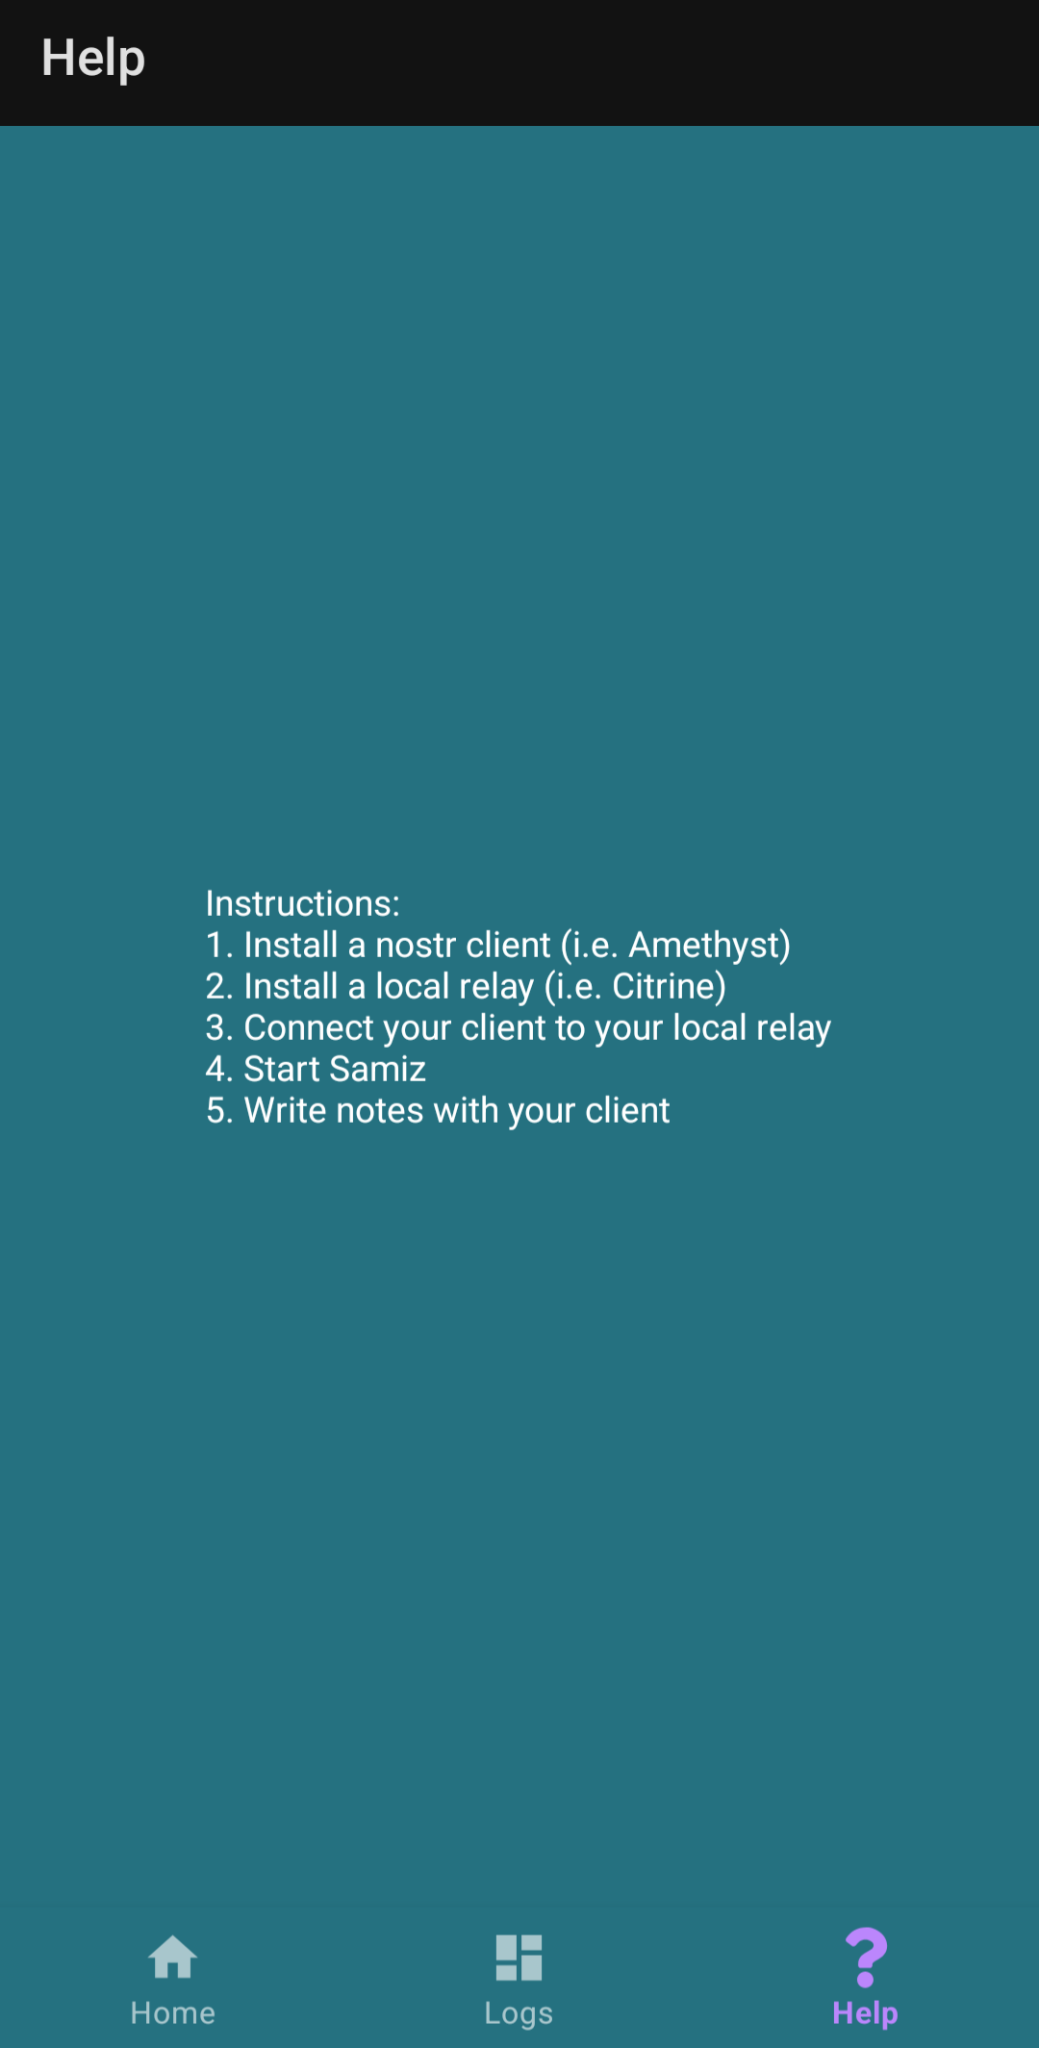 Help
Instructions:
1. Install a nostr client (i.e. Amethyst)
2. Install a local relay (i.e. Citrine)
3. Connect your client to your local relay
4. Start Samiz
5. Write notes with your client
Home
Logs
Help